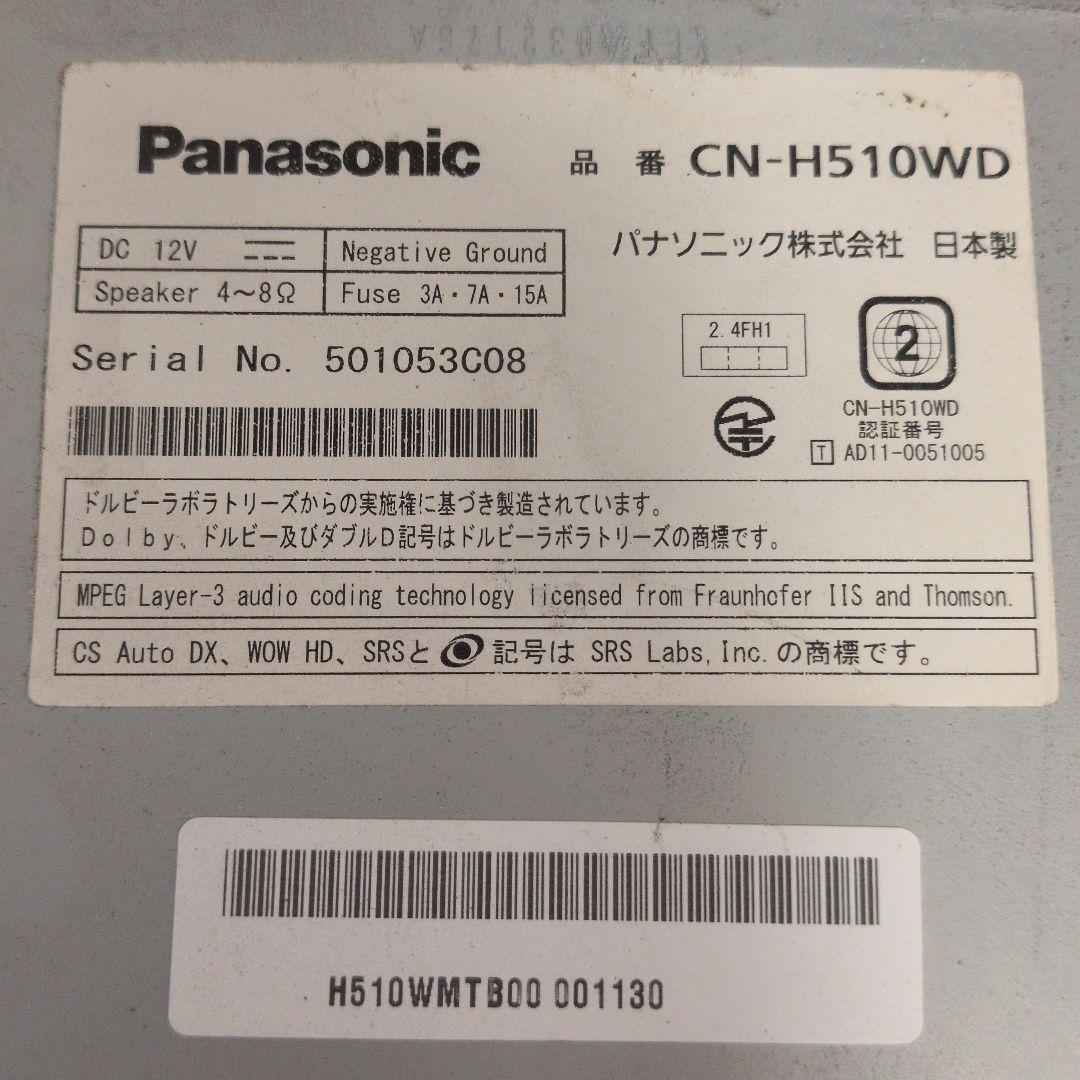 Panasonic 品番 CN-H510WD
DC 12V Negative Ground
Speaker 4～8Ω Fuse 3A・7A・15A
パナソニック株式会社 日本製
Serial No. 501053C08
2.4FH1
2
CN-H510WD
認証番号
T AD11-0051005
ドルビーラボラトリーズからの実施権に基づき製造されています。
Dolby、ドルビー及びダブルD記号はドルビーラボラトリーズの商標です。
MPEG Layer-3 audio coding technology licensed from Fraunhofer IIS and Thomson.
CS Auto DX、WOW HD、SRSと 記号は SRS Labs,Inc.の商標です。
H510WMTB00 001130